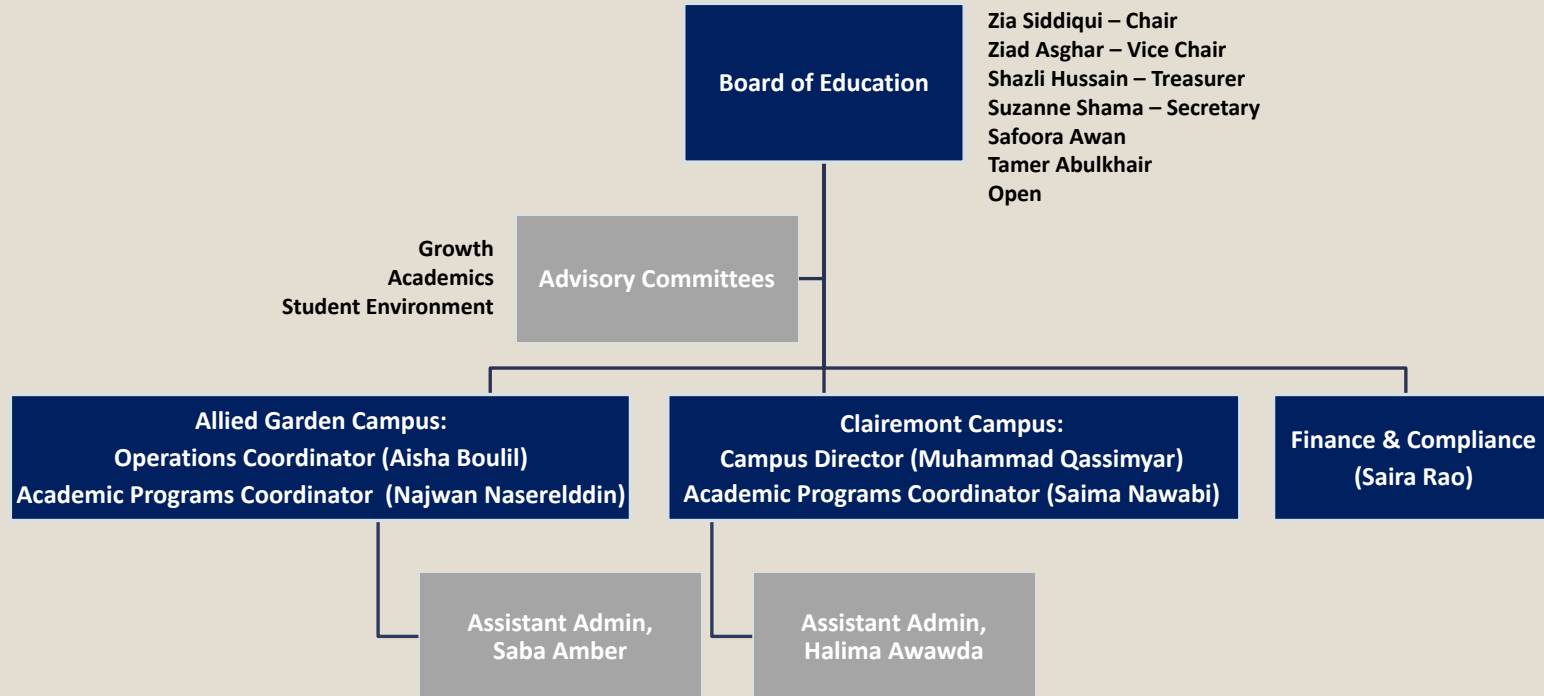 Board of Education
Zia Siddiqui – Chair
Ziad Asghar – Vice Chair
Shazli Hussain – Treasurer
Suzanne Shama – Secretary
Safoora Awan
Tamer Abulkhair
Open
Growth
Academics
Student Environment
Advisory Committees
Allied Garden Campus:
Operations Coordinator (Aisha Boulil)
Academic Programs Coordinator (Najwan Naserelddin)
Clairemont Campus:
Campus Director (Muhammad Qassimyar)
Academic Programs Coordinator (Saima Nawabi)
Finance & Compliance
(Saira Rao)
Assistant Admin,
Saba Amber
Assistant Admin,
Halima Awawda